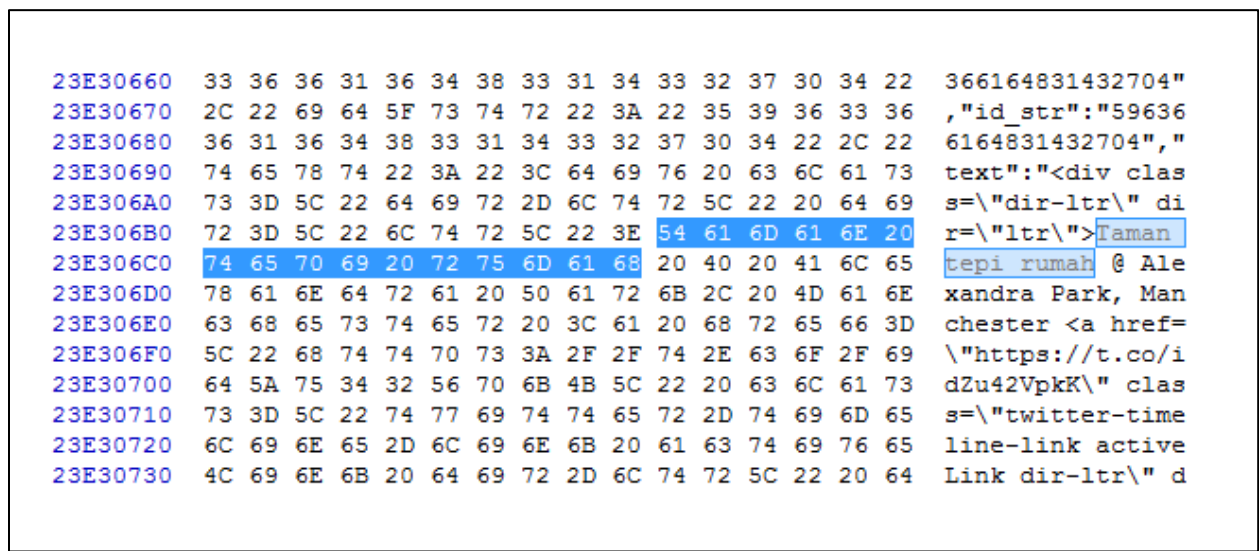 23E30660 33 36 36 31 36 34 38 33 31 34 33 32 37 30 34 22 366164831432704"
23E30670 2C 22 69 64 5F 73 74 72 22 3A 22 35 39 36 33 36 ,"id_str":"59636
23E30680 36 31 36 34 38 33 31 34 33 32 37 30 34 22 2C 22 6164831432704","
23E30690 74 65 78 74 22 3A 22 3C 64 69 76 20 63 6C 61 73 text":"<div clas
23E306A0 73 3D 5C 22 64 69 72 2D 6C 74 72 5C 22 20 64 69 s=\"dir-ltr\" di
23E306B0 72 3D 5C 22 6C 74 72 5C 22 3E 54 61 6D 61 6E 20 r=\"ltr\">Taman
23E306C0 74 65 70 69 20 72 75 6D 61 68 20 40 20 41 6C 65 tepi rumah @ Ale
23E306D0 78 61 6E 64 72 61 20 50 61 72 6B 2C 20 4D 61 6E xandra Park, Man
23E306E0 63 68 65 73 74 65 72 20 3C 61 20 68 72 65 66 3D chester <a href=
23E306F0 5C 22 68 74 74 70 73 3A 2F 2F 74 2E 63 6F 2F 69 \"https://t.co/i
23E30700 64 5A 75 34 32 56 70 6B 4B 5C 22 20 63 6C 61 73 dZu42VpkK\" clas
23E30710 73 3D 5C 22 74 77 69 74 74 65 72 2D 74 69 6D 65 s=\"twitter-time
23E30720 6C 69 6E 65 2D 6C 69 6E 6B 20 61 63 74 69 76 65 line-link active
23E30730 4C 69 6E 6B 20 64 69 72 2D 6C 74 72 5C 22 20 64 Link dir-ltr\" d